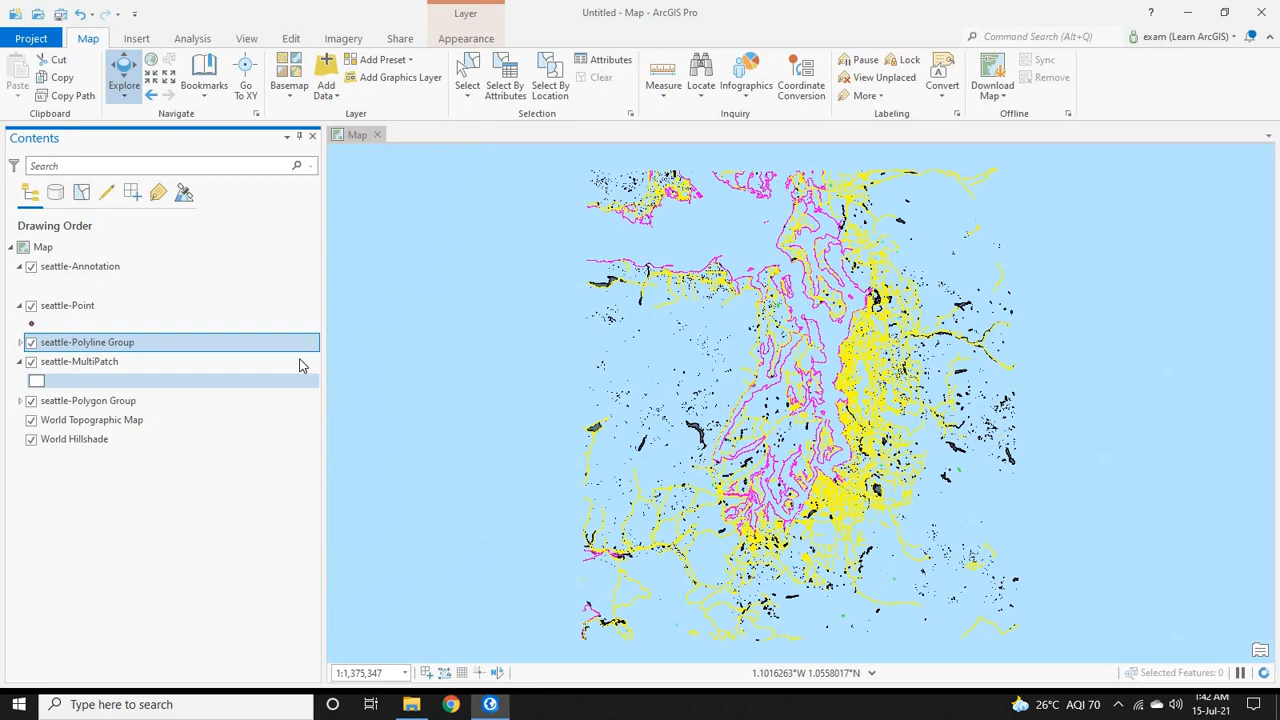 Layer
Untitled - Map - ArcGIS Pro
?
Project
Map
Insert
Analysis
View
Edit
Imagery
Share
Appearance
Command Search (Alt+Q)
exam (Learn ArcGIS)
Paste
Cut
Copy
Copy Path
Clipboard
Explore
Bookmarks
Go To XY
Navigate
Basemap
Add Data
Add Preset
Add Graphics Layer
Layer
Select
Select By Attributes
Select By Location
Attributes
Clear
Selection
Measure
Locate
Infographics
Coordinate Conversion
Inquiry
Pause
Lock
View Unplaced
More
Convert
Labeling
Download Map
Sync
Remove
Offline
Contents
Map
Search
Drawing Order
Map
seattle-Annotation
seattle-Point
seattle-Polyline Group
seattle-MultiPatch
seattle-Polygon Group
World Topographic Map
World Hillshade
1:1,375,347
1.1016263°W 1.0558017°N
Selected Features: 0
Type here to search
26°C AQI 70
1:42 AM
15-Jul-21